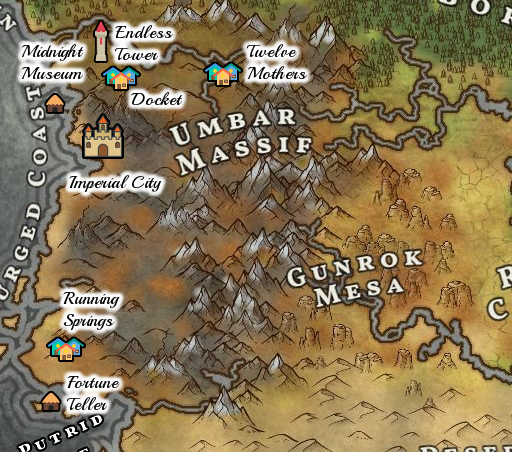 Endless
Tower
Midnight
Museum
Twelve
Mothers
Docket
UMBAR
MASSIF
Imperial City
URGED COAST
GUNROK
MESA
Running
Springs
Fortune
Teller
PUTRID
DESER